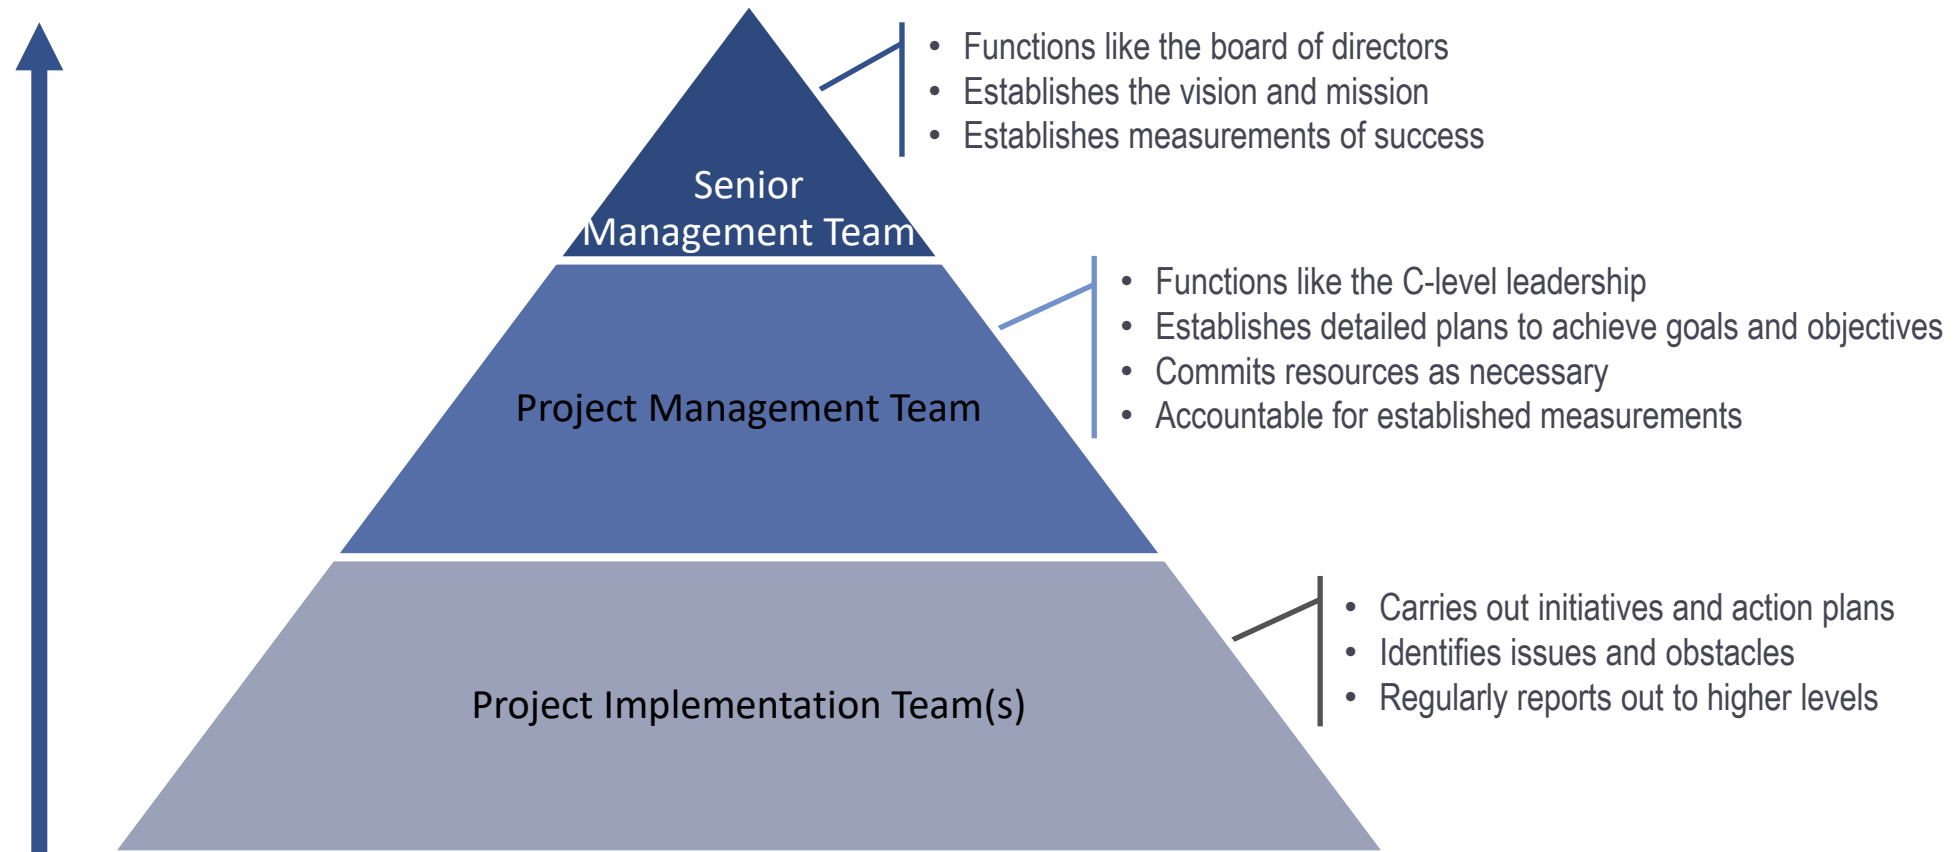 • Functions like the board of directors
• Establishes the vision and mission
• Establishes measurements of success
Senior
Management Team
• Functions like the C-level leadership
• Establishes detailed plans to achieve goals and objectives
• Commits resources as necessary
• Accountable for established measurements
Project Management Team
• Carries out initiatives and action plans
• Identifies issues and obstacles
• Regularly reports out to higher levels
Project Implementation Team(s)